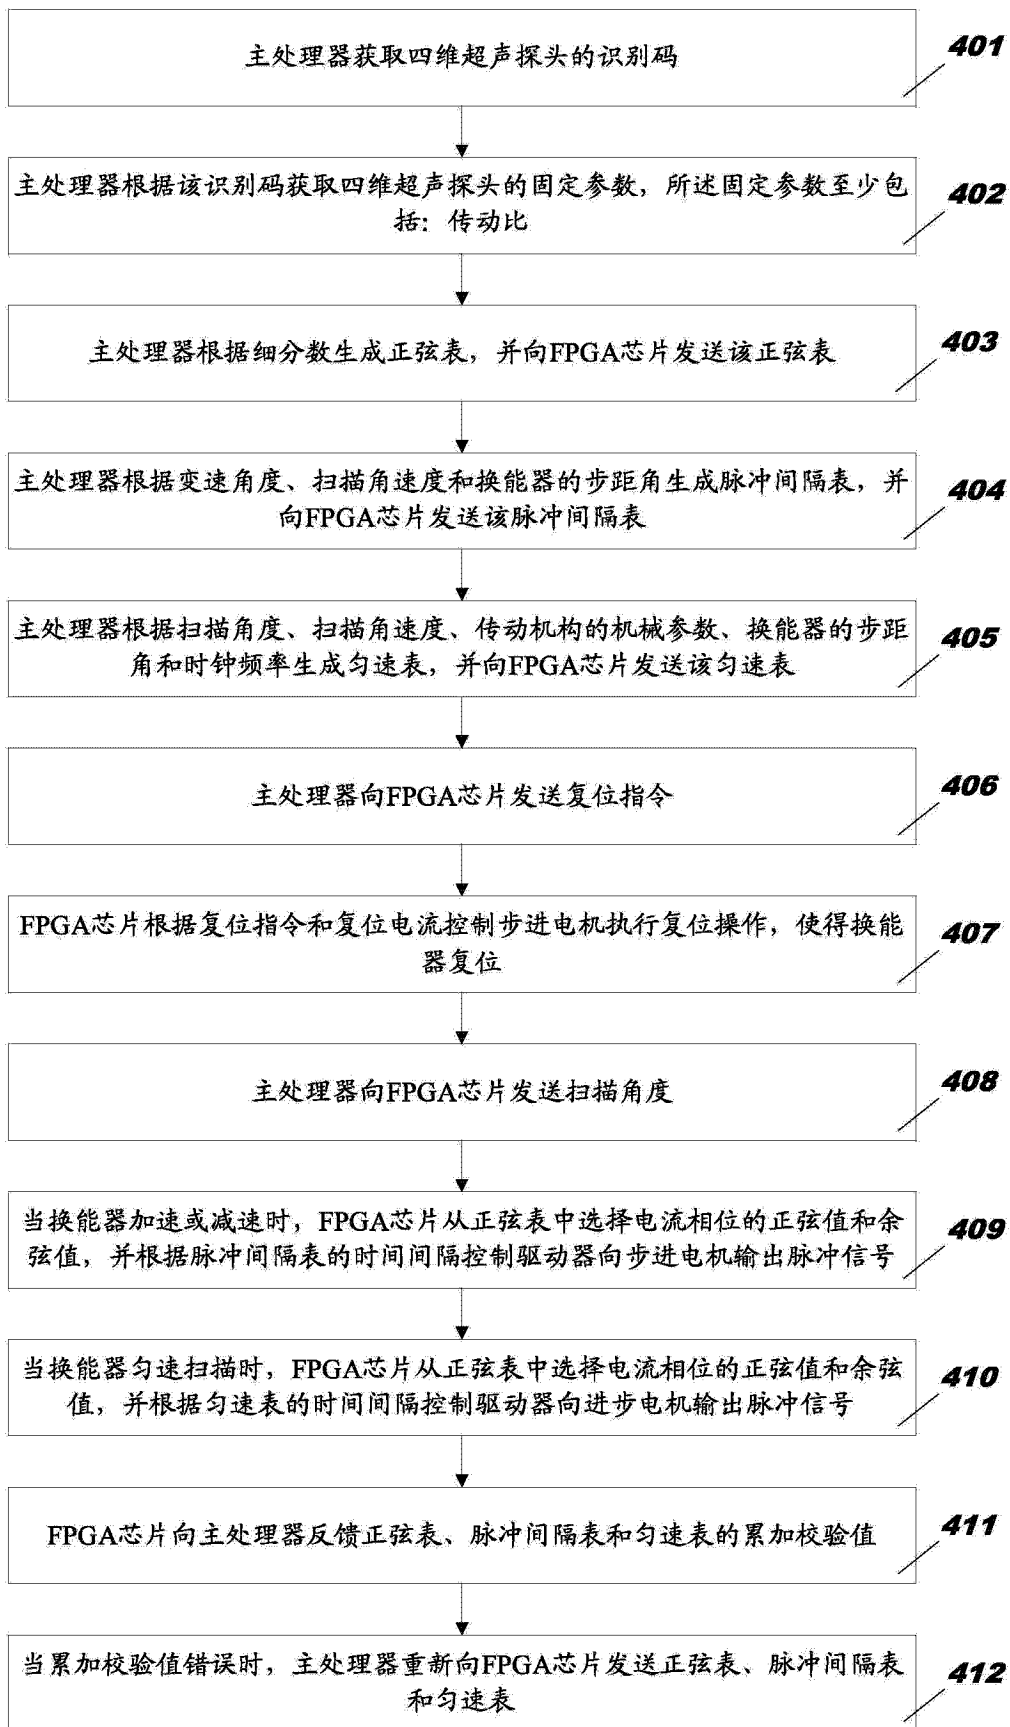 主处理器获取四维超声探头的识别码
401
主处理器根据该识别码获取四维超声探头的固定参数，所述固定参数至少包
括：传动比
402
主处理器根据细分数生成正弦表，并向FPGA芯片发送该正弦表
403
主处理器根据变速角度、扫描角速度和换能器的步距角生成脉冲间隔表，并
向FPGA芯片发送该脉冲间隔表
404
主处理器根据扫描角度、扫描角速度、传动机构的机械参数、换能器的步距
角和时钟频率生成匀速表，并向FPGA芯片发送该匀速表
405
主处理器向FPGA芯片发送复位指令
406
FPGA芯片根据复位指令和复位电流控制步进电机执行复位操作，使得换能
器复位
407
主处理器向FPGA芯片发送扫描角度
408
当换能器加速或减速时，FPGA芯片从正弦表中选择电流相位的正弦值和余
弦值，并根据脉冲间隔表的时间间隔控制驱动器向步进电机输出脉冲信号
409
当换能器匀速扫描时，FPGA芯片从正弦表中选择电流相位的正弦值和余弦
值，并根据匀速表的时间间隔控制驱动器向进步电机输出脉冲信号
410
FPGA芯片向主处理器反馈正弦表、脉冲间隔表和匀速表的累加校验值
411
当累加校验值错误时，主处理器重新向FPGA芯片发送正弦表、脉冲间隔表
和匀速表
412